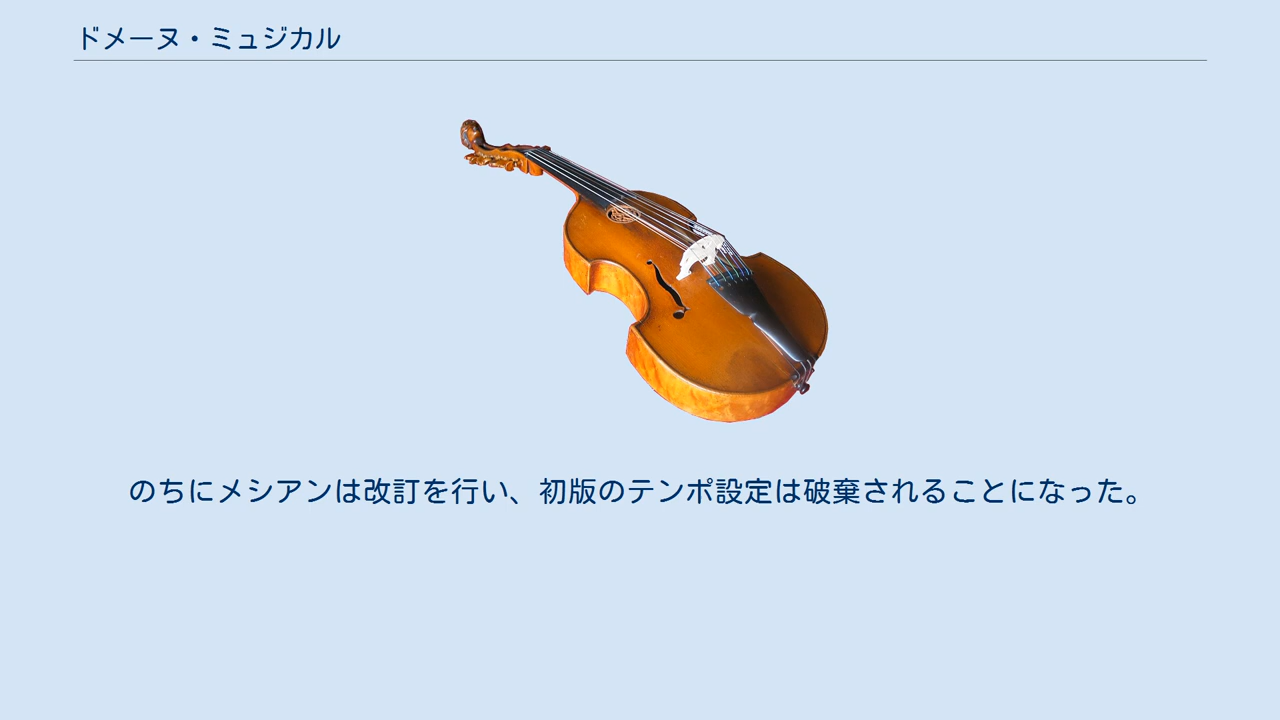 ドメーヌ・ミュジカル
のちにメシアンは改訂を行い、初版のテンポ設定は破棄されることになった。